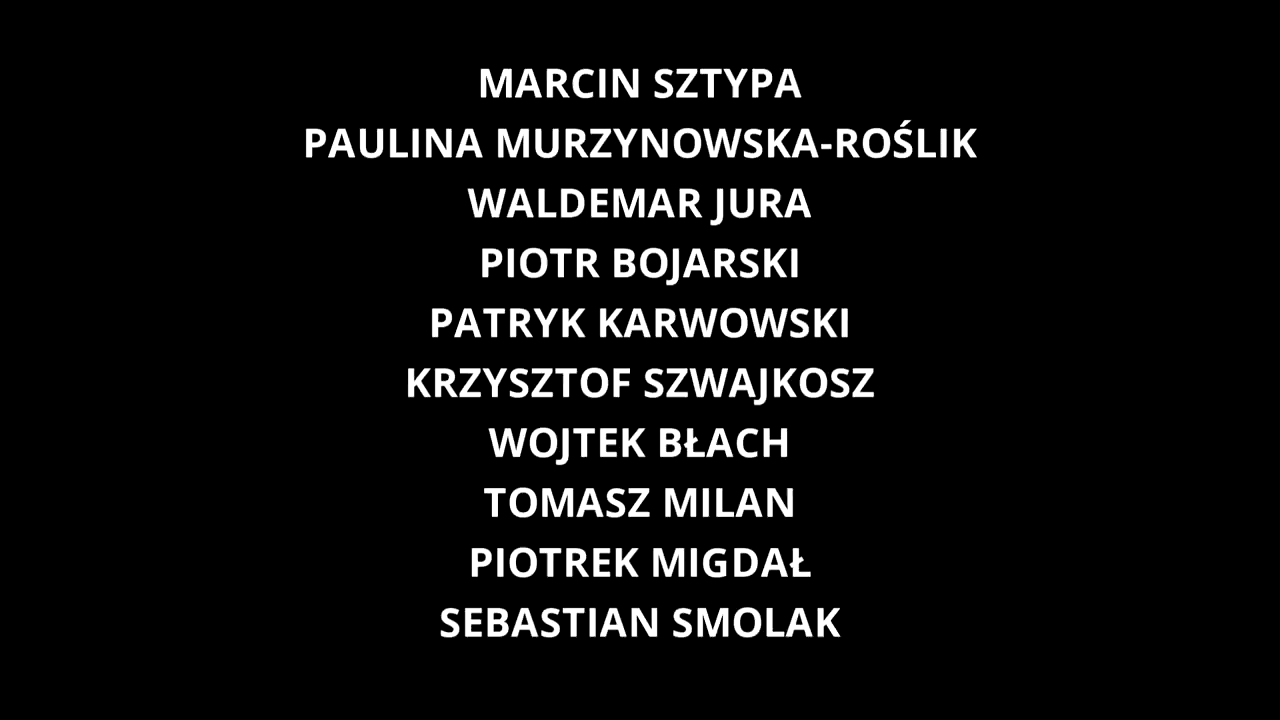 MARCIN SZTYPA
PAULINA MURZYNOWSKA-ROŚLIK
WALDEMAR JURA
PIOTR BOJARSKI
PATRYK KARWOWSKI
KRZYSZTOF SZWAJKOSZ
WOJTEK BŁACH
TOMASZ MILAN
PIOTREK MIGDAŁ
SEBASTIAN SMOLAK